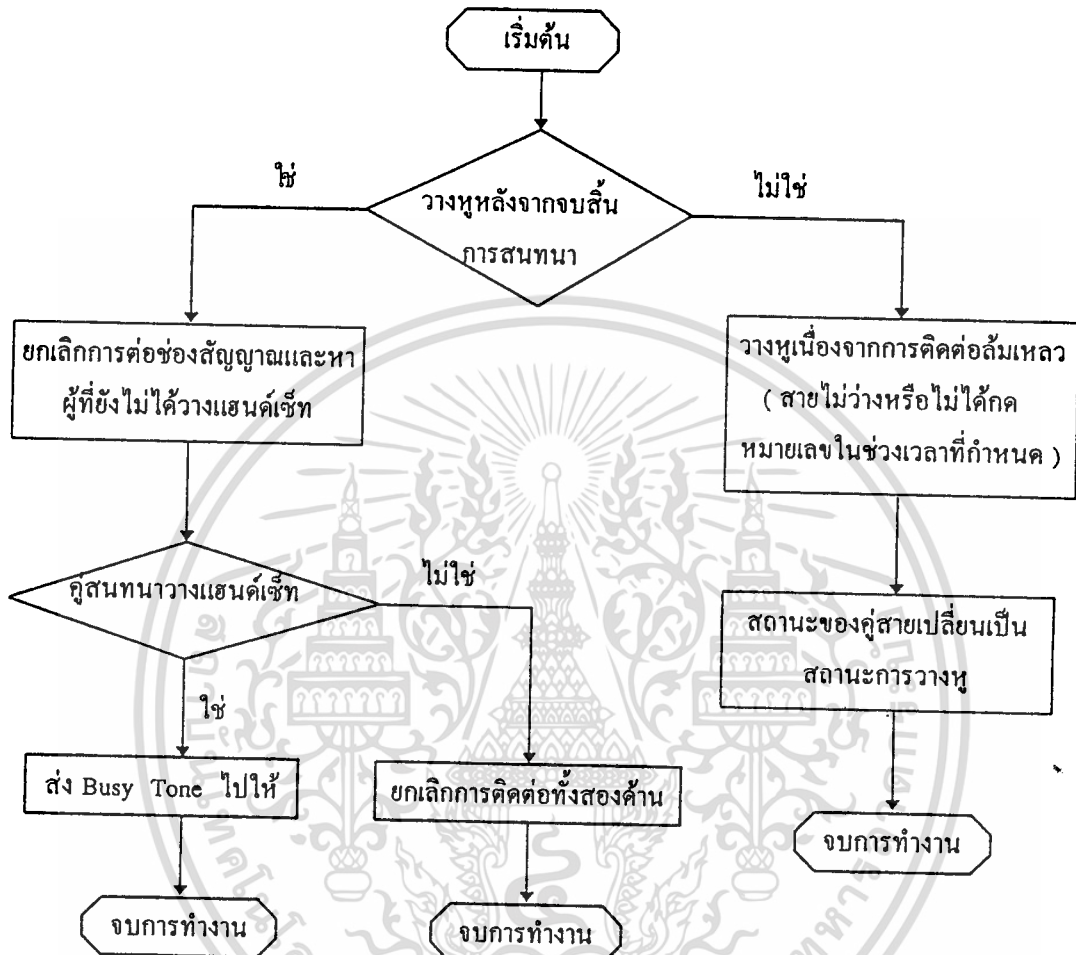 เริ่มต้น
ใช่
ไม่ใช่
วางหูหลังจากจบสิ้น
การสนทนา
ยกเลิกการต่อช่องสัญญาณและหา
ผู้ที่ยังไม่ได้วางแฮนด์เซ็ท
วางหูเนื่องจากการติดต่อล้มเหลว
( สายไม่ว่างหรือไม่ได้กด
หมายเลขในช่วงเวลาที่กำหนด )
คู่สนทนาวางแฮนด์เซ็ท
ไม่ใช่
สถานะของคู่สายเปลี่ยนเป็น
สถานะการวางหู
ใช่
ส่ง Busy Tone ไปให้
ยกเลิกการติดต่อทั้งสองด้าน
จบการทำงาน
จบการทำงาน
จบการทำงาน